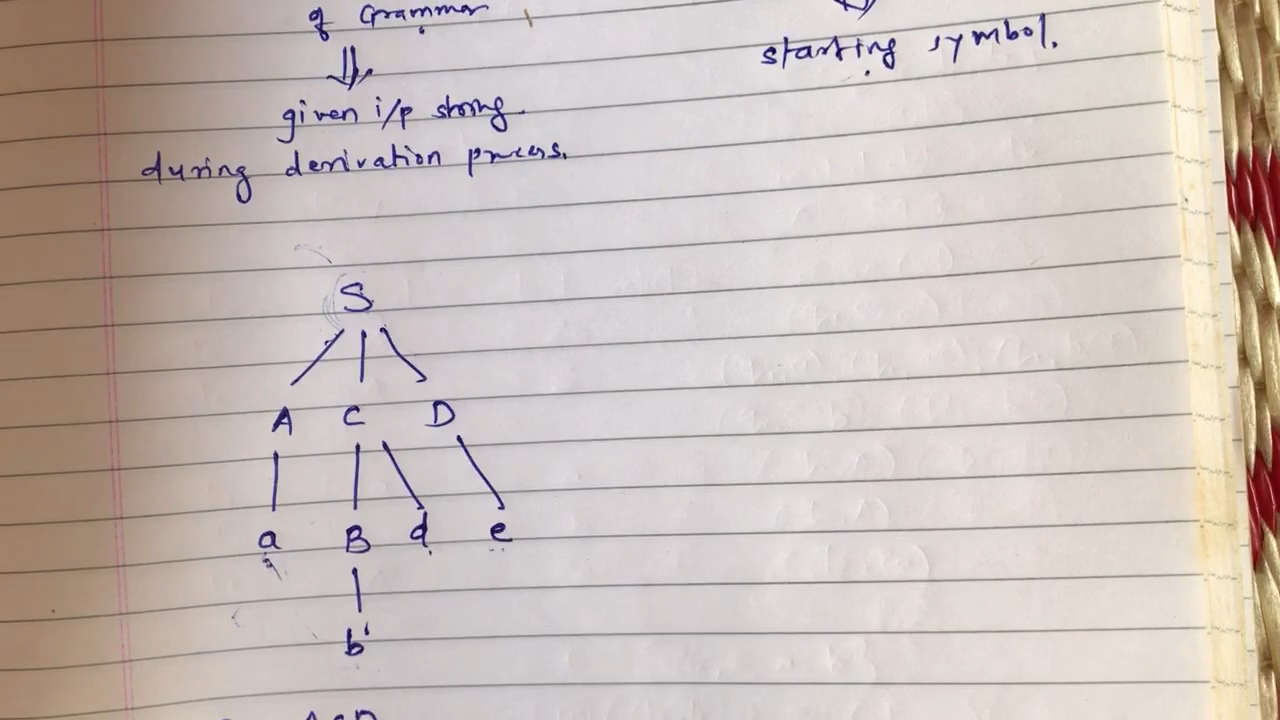 of Grammar
starting symbol.
given i/p string
during derivation process.
S
A C D
a B d e
b